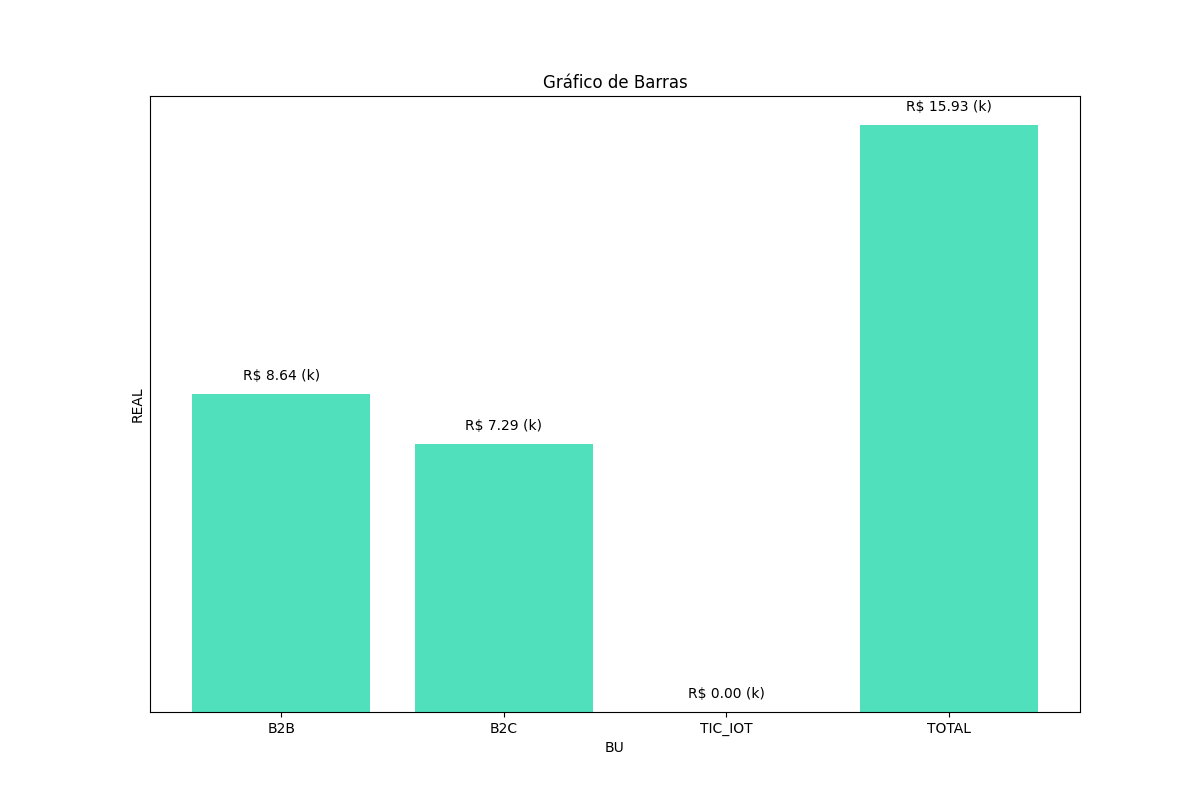 Gráfico de Barras
R$ 15.93 (k)
R$ 8.64 (k)
R$ 7.29 (k)
R$ 0.00 (k)
REAL
B2B
B2C
TIC_IOT
TOTAL
BU